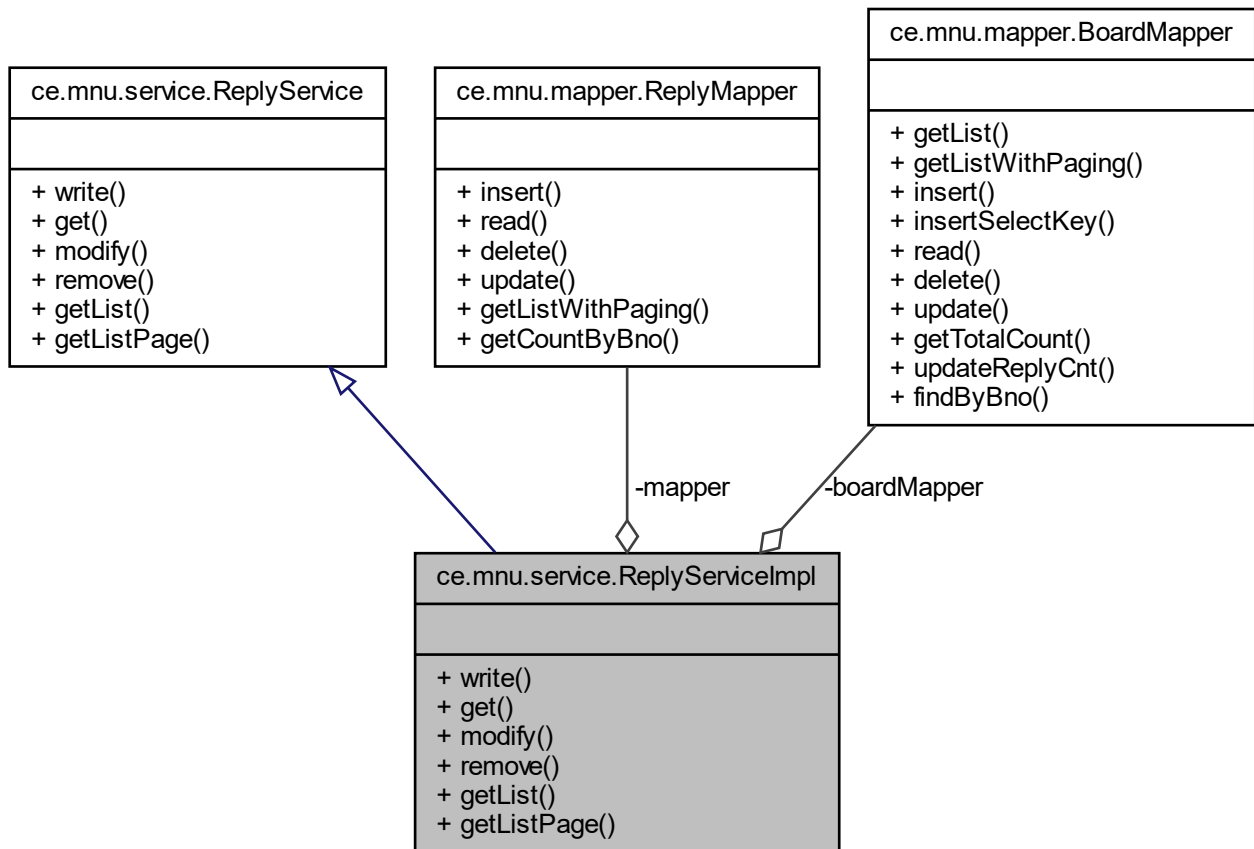 ce.mnu.service.ReplyService
+ write()
+ get()
+ modify()
+ remove()
+ getList()
+ getListPage()
ce.mnu.mapper.ReplyMapper
+ insert()
+ read()
+ delete()
+ update()
+ getListWithPaging()
+ getCountByBno()
ce.mnu.mapper.BoardMapper
+ getList()
+ getListWithPaging()
+ insert()
+ insertSelectKey()
+ read()
+ delete()
+ update()
+ getTotalCount()
+ updateReplyCnt()
+ findByBno()
-mapper
-boardMapper
ce.mnu.service.ReplyServiceImpl
+ write()
+ get()
+ modify()
+ remove()
+ getList()
+ getListPage()